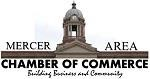 MERCER AREA
CHAMBER OF COMMERCE
Building Business and Community